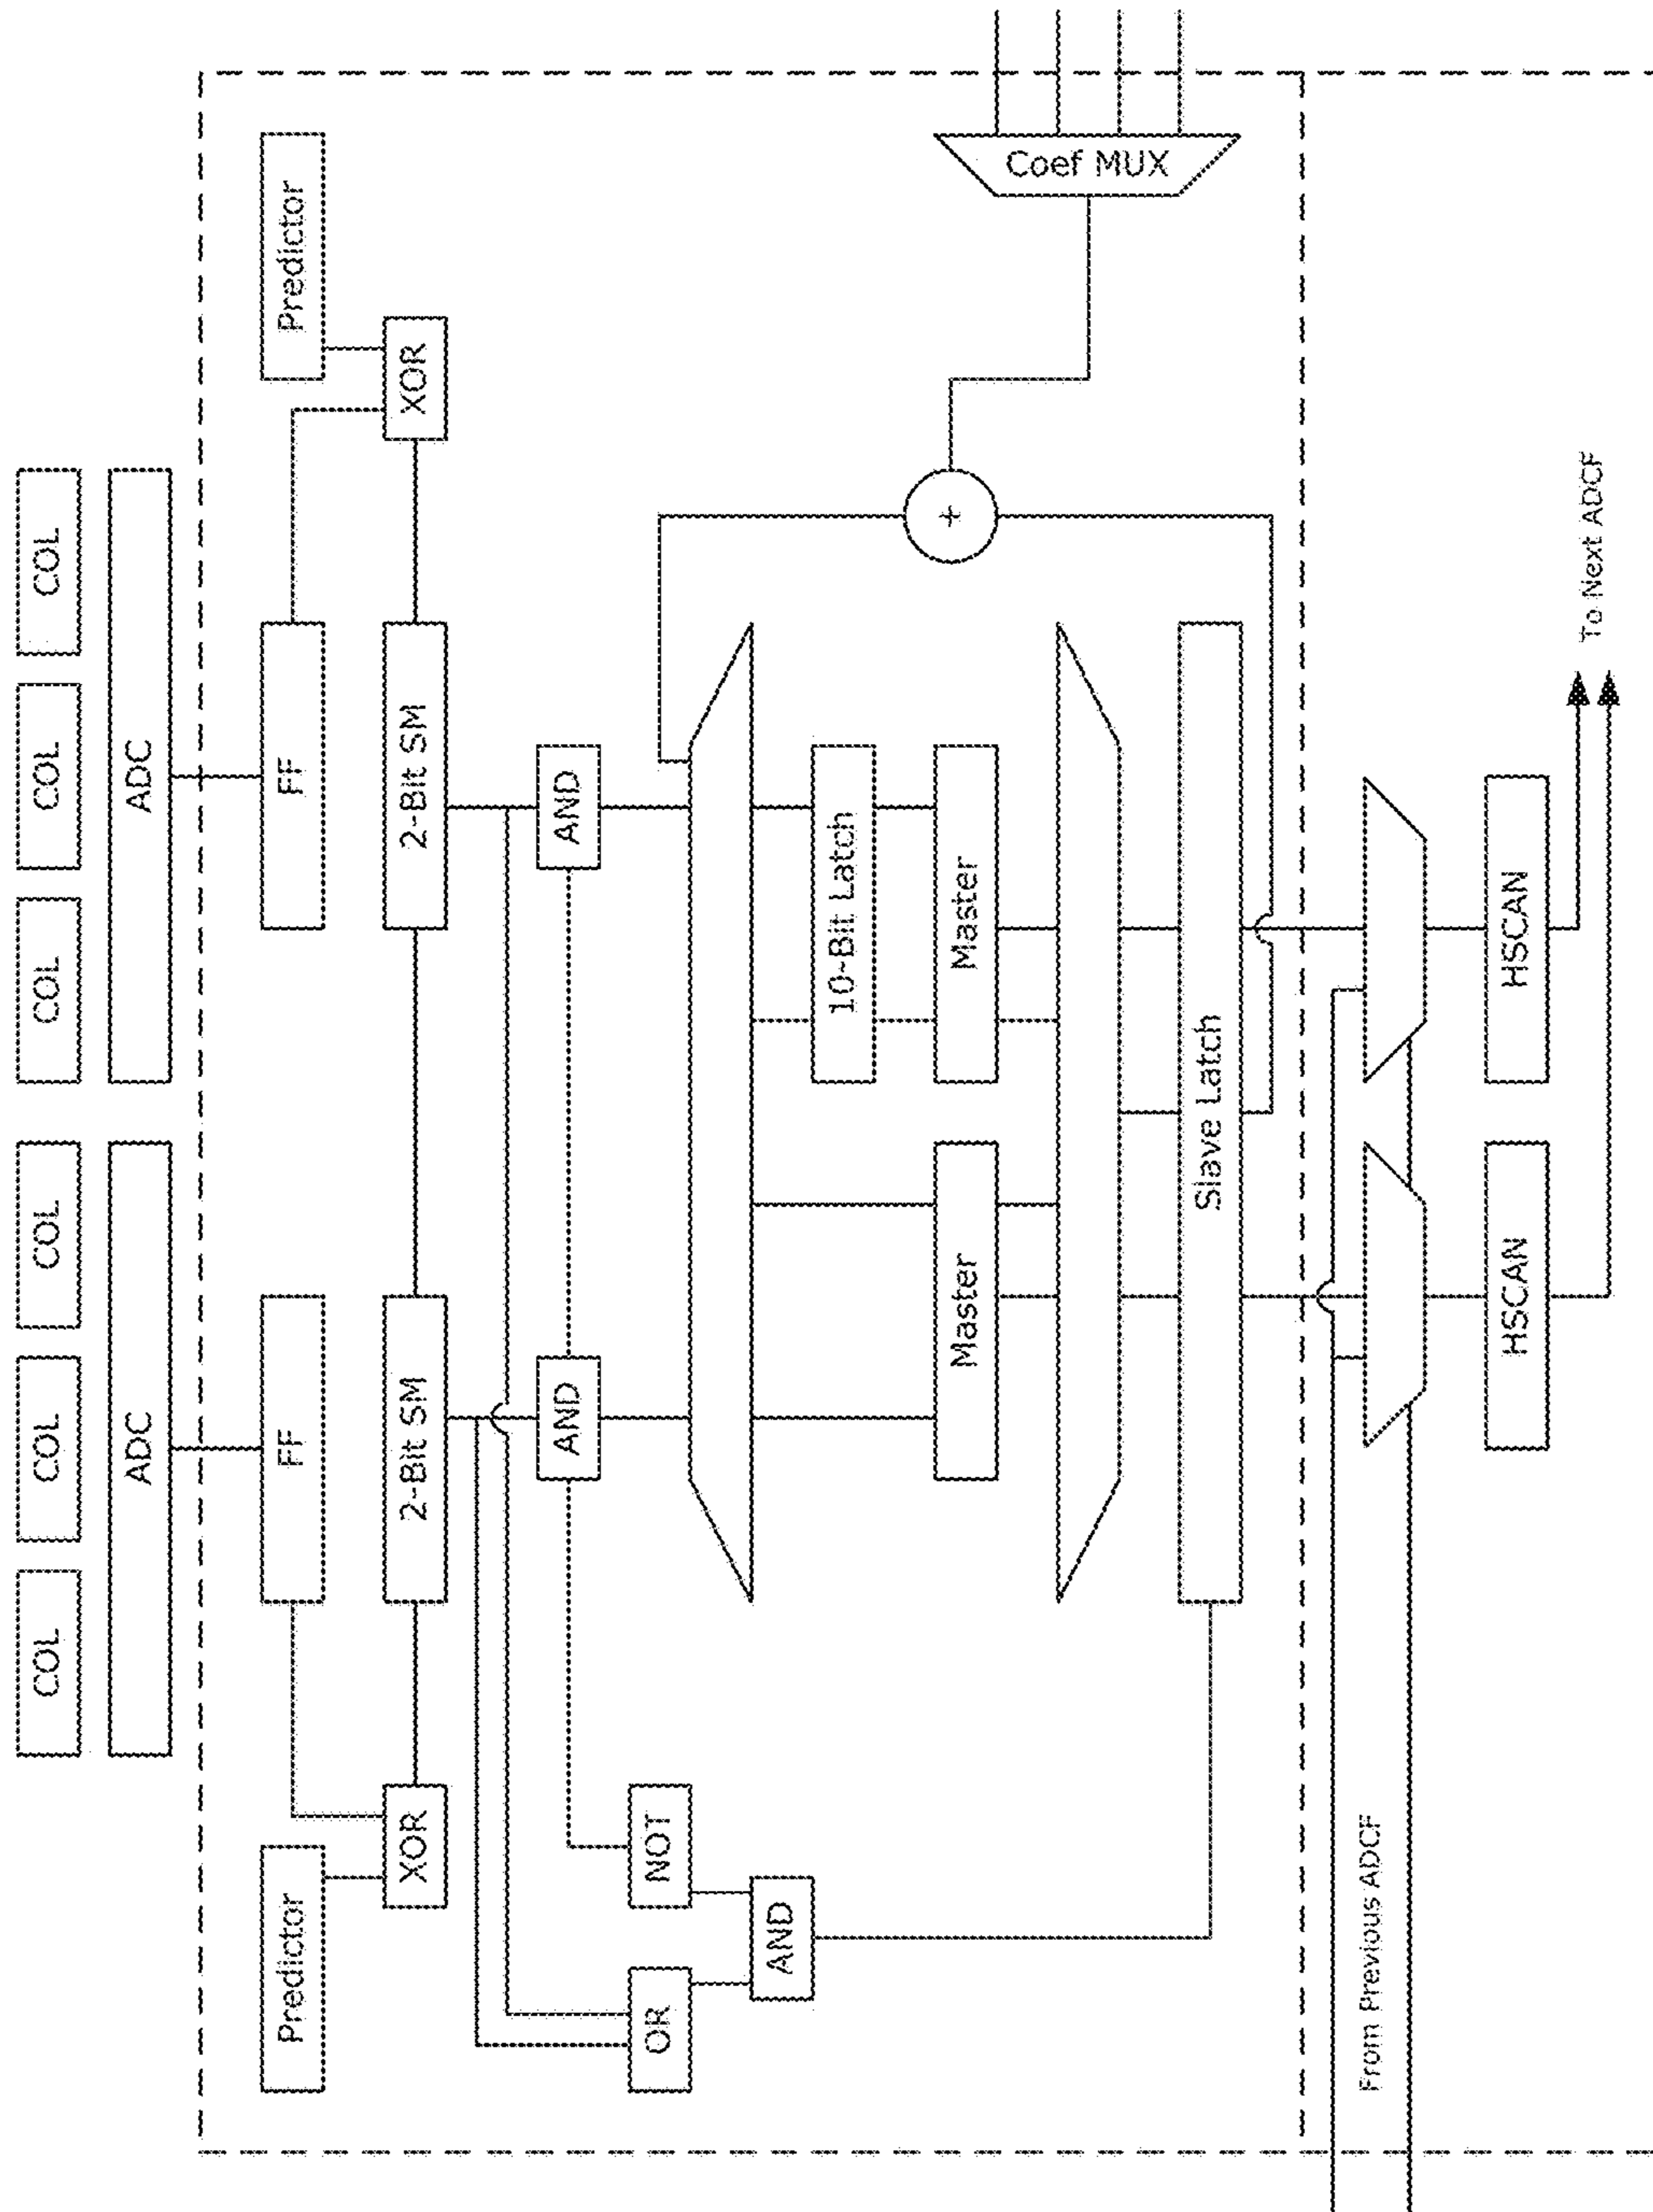 COL
COL
COL
COL
COL
COL
ADC
ADC
Predictor
FF
FF
Predictor
XOR
2-Bit SM
2-Bit SM
XOR
AND
AND
OR
NOT
AND
10-Bit Latch
Master
Master
+
Coef MUX
Slave Latch
From Previous ADCF
HSCAN
HSCAN
To Next ADCF